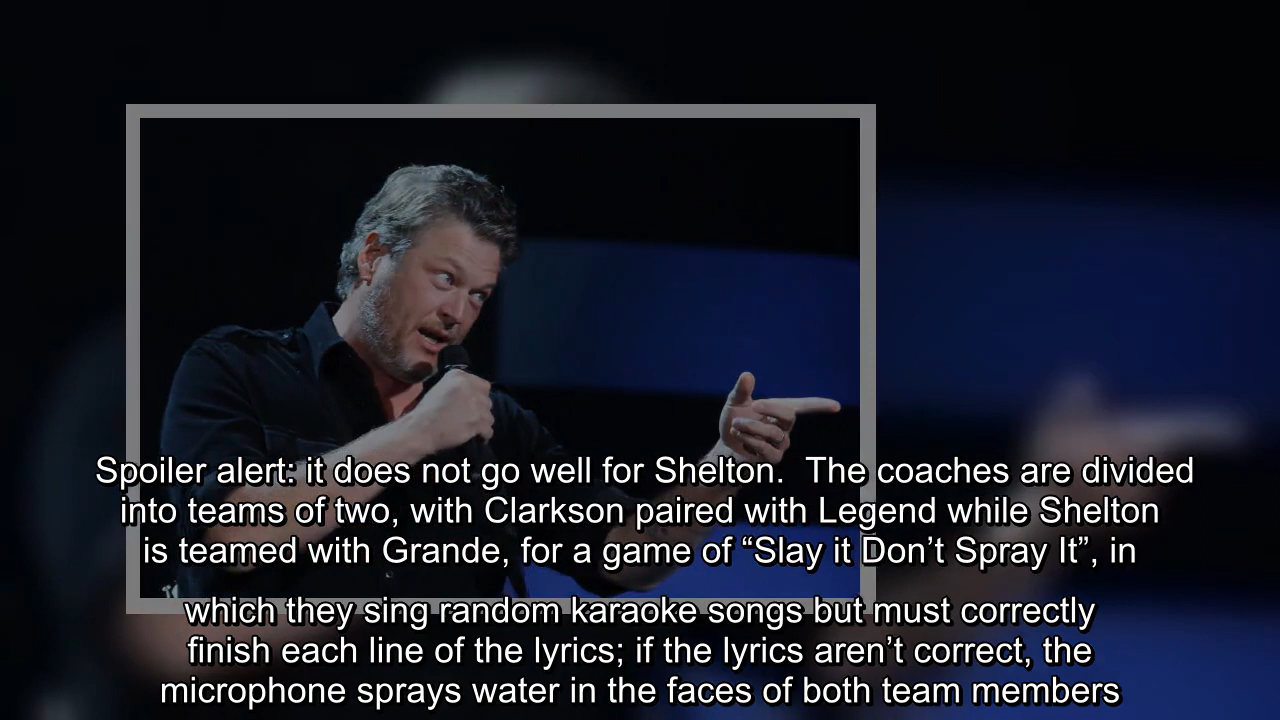 Spoiler alert: it does not go well for Shelton.  The coaches are divided
into teams of two, with Clarkson paired with Legend while Shelton
is teamed with Grande, for a game of “Slay it Don’t Spray It”, in
which they sing random karaoke songs but must correctly
finish each line of the lyrics; if the lyrics aren’t correct, the
microphone sprays water in the faces of both team members